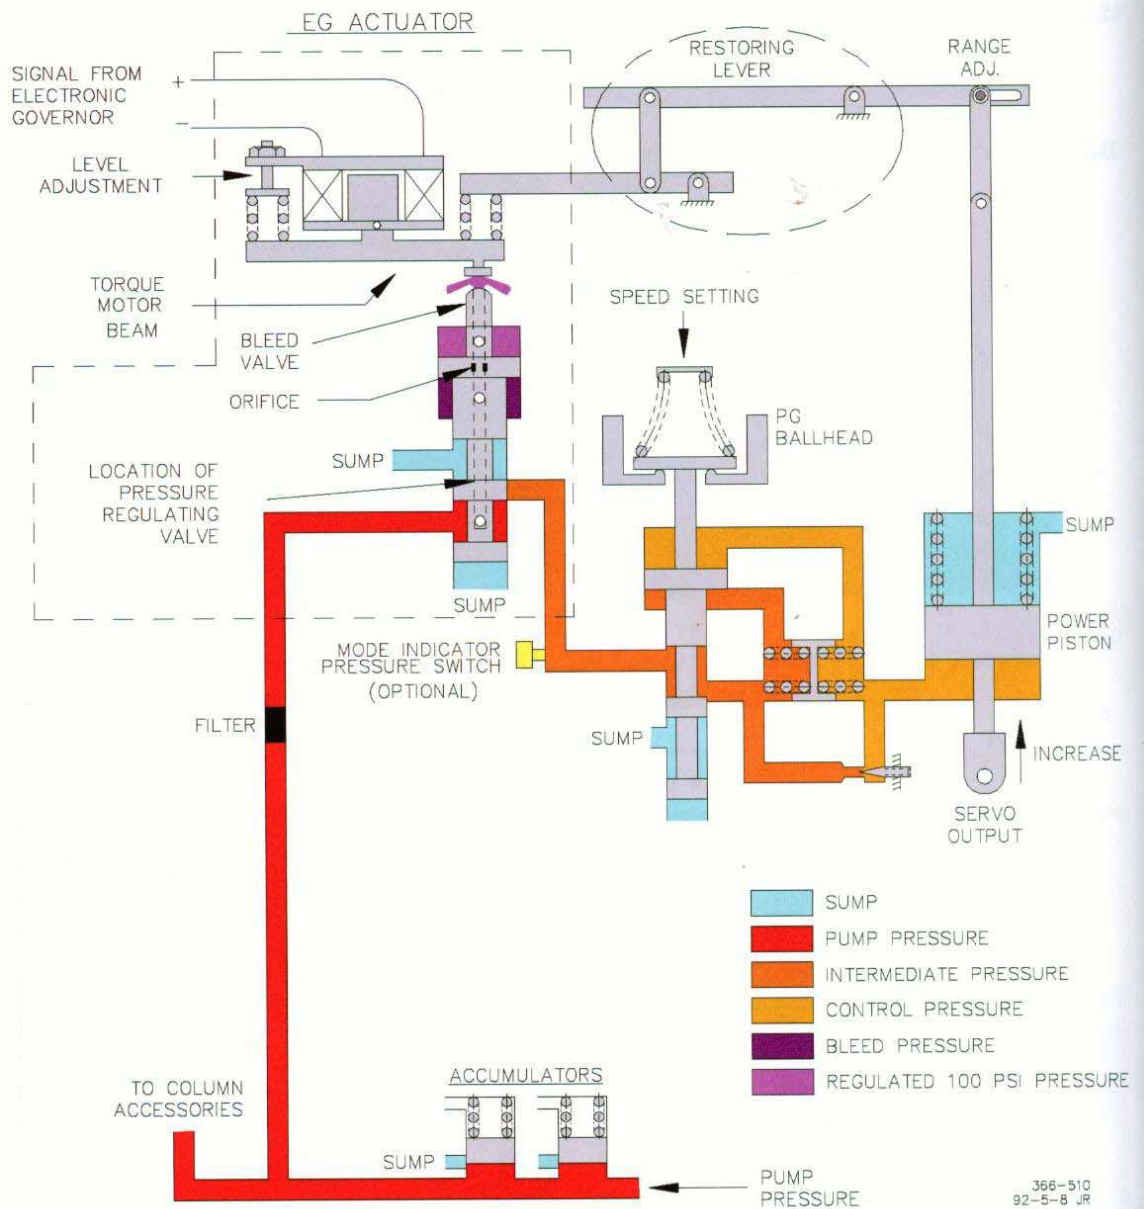 EG ACTUATOR
SIGNAL FROM
ELECTRONIC
GOVERNOR
+
−
LEVEL
ADJUSTMENT
RESTORING
LEVER
RANGE
ADJ.
TORQUE
MOTOR
BEAM
BLEED
VALVE
ORIFICE
SPEED SETTING
PG
BALLHEAD
SUMP
LOCATION OF
PRESSURE
REGULATING
VALVE
SUMP
SUMP
POWER
PISTON
MODE INDICATOR
PRESSURE SWITCH
(OPTIONAL)
FILTER
SUMP
INCREASE
SERVO
OUTPUT
SUMP
PUMP PRESSURE
INTERMEDIATE PRESSURE
CONTROL PRESSURE
BLEED PRESSURE
REGULATED 100 PSI PRESSURE
TO COLUMN
ACCESSORIES
ACCUMULATORS
SUMP
PUMP
PRESSURE
366-510
92-5-8 JR